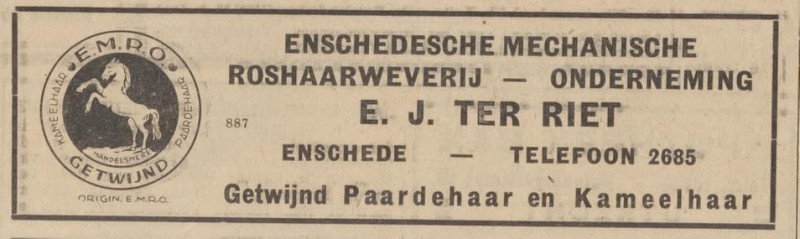 E.M.R.O.
KAMEELHAAR
PAARDEHAAR
HANDELSMERK
GETWIJND
ORIGIN. E.M.R.O.
ENSCHEDESCHE MECHANISCHE
ROSHAARWEVERIJ — ONDERNEMING
887
E. J. TER RIET
ENSCHEDE — TELEFOON 2685
Getwijnd Paardehaar en Kameelhaar